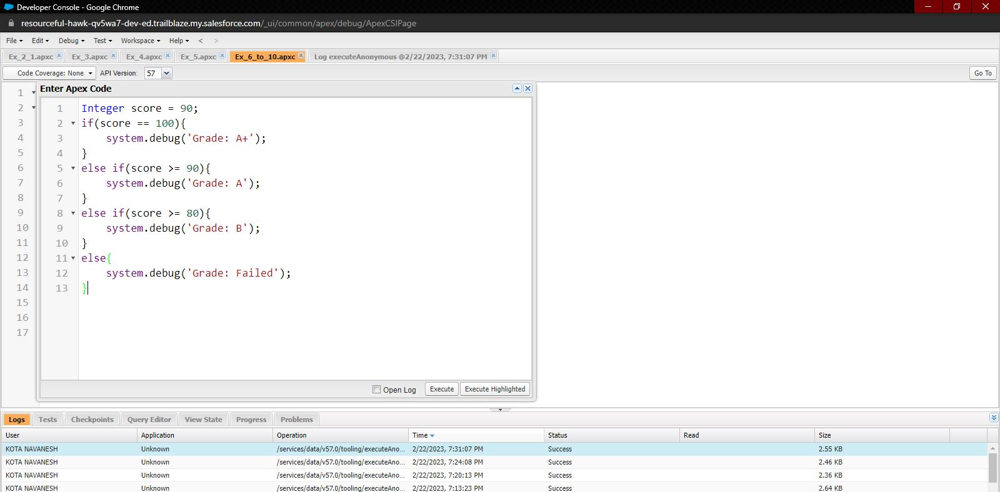 Developer Console - Google Chrome
resourceful-hawk-qv5wa7-dev-ed.trailblaze.my.salesforce.com/_ui/common/apex/debug/ApexCSIPage
File Edit Debug Test Workspace Help < >
Ex_2_1.apxc Ex_3.apxc Ex_4.apxc Ex_5.apxc Ex_6_to_10.apxc Log executeAnonymous @2/22/2023, 7:31:07 PM
Code Coverage: None API Version: 57 Go To
Enter Apex Code
1
2
3
4
5
6
7
8
9
10
11
12
13
14
15
16
17
1 Integer score = 90;
2 if(score == 100){
3 system.debug('Grade: A+');
4 }
5 else if(score >= 90){
6 system.debug('Grade: A');
7 }
8 else if(score >= 80){
9 system.debug('Grade: B');
10 }
11 else{
12 system.debug('Grade: Failed');
13 }
Open Log Execute Execute Highlighted
Logs Tests Checkpoints Query Editor View State Progress Problems
User Application Operation Time Status Read Size
KOTA NAVANESH Unknown /services/data/v57.0/tooling/executeAno... 2/22/2023, 7:31:07 PM Success 2.55 KB
KOTA NAVANESH Unknown /services/data/v57.0/tooling/executeAno... 2/22/2023, 7:24:08 PM Success 2.46 KB
KOTA NAVANESH Unknown /services/data/v57.0/tooling/executeAno... 2/22/2023, 7:20:13 PM Success 2.36 KB
KOTA NAVANESH Unknown /services/data/v57.0/tooling/executeAno... 2/22/2023, 7:13:23 PM Success 2.64 KB